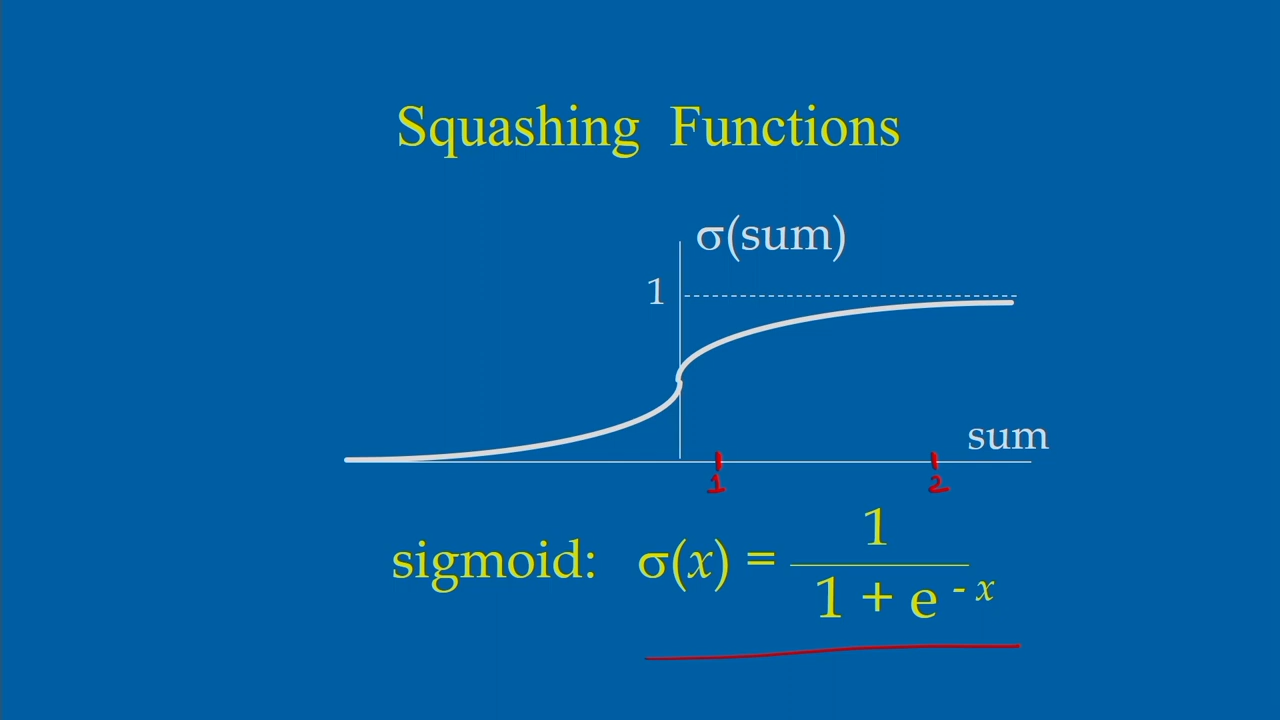 Squashing Functions
σ(sum)
1
sum
1 2
sigmoid: σ(x) = 1 / 1 + e - x